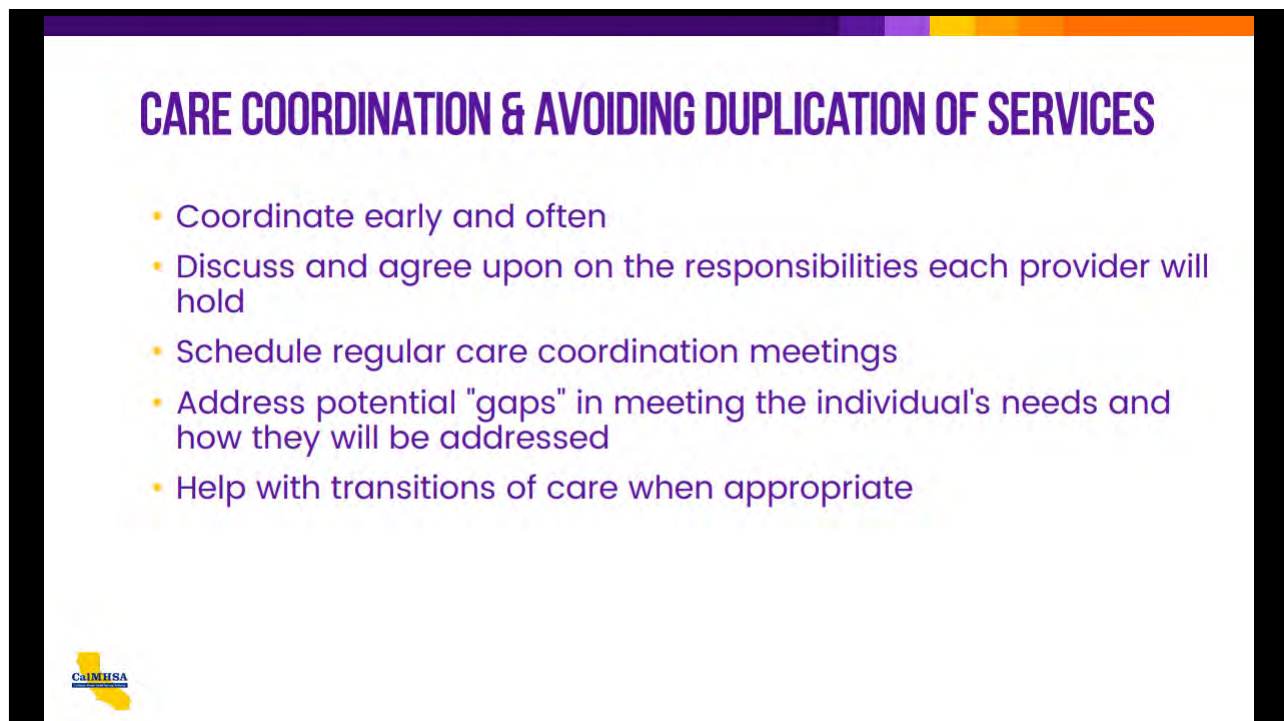 CARE COORDINATION & AVOIDING DUPLICATION OF SERVICES
• Coordinate early and often
• Discuss and agree upon on the responsibilities each provider will
hold
• Schedule regular care coordination meetings
• Address potential "gaps" in meeting the individual's needs and
how they will be addressed
• Help with transitions of care when appropriate
CalMHSA